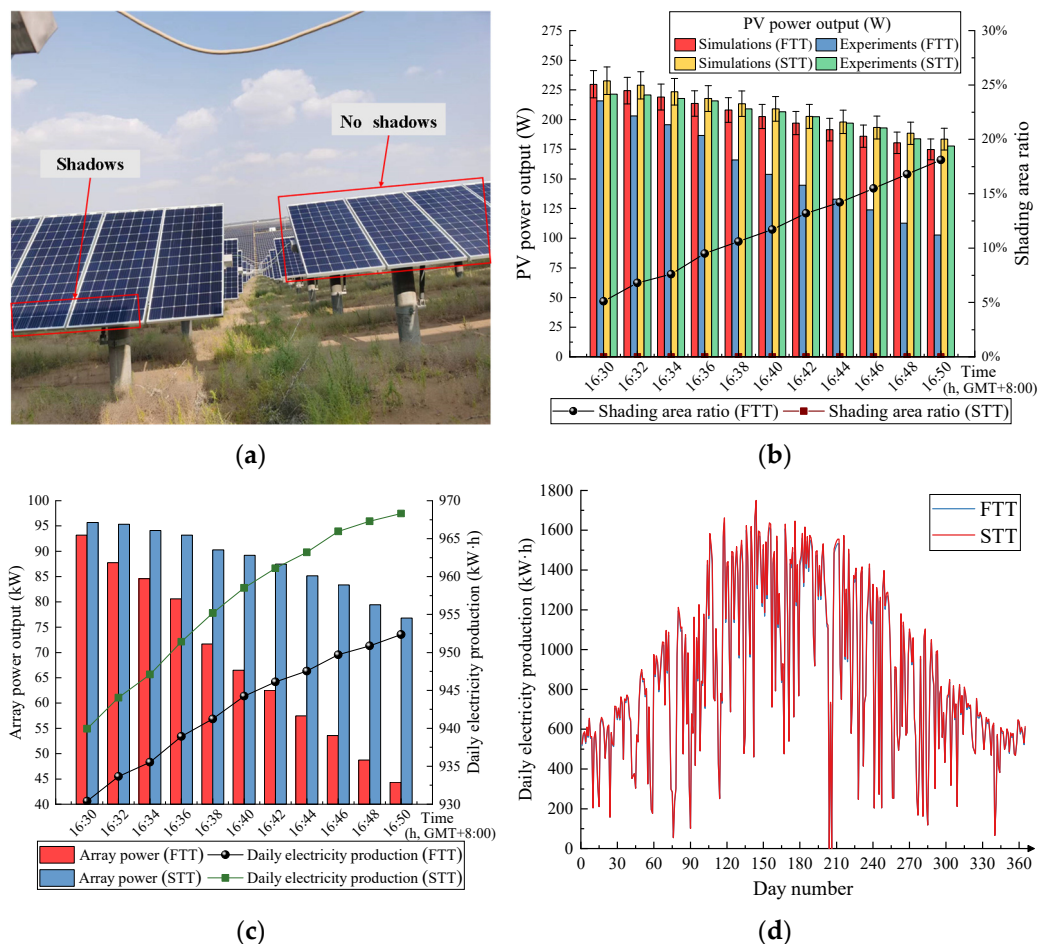 No shadows
Shadows
(a)
PV power output (W)
Simulations (FTT) Experiments (FTT)
Simulations (STT) Experiments (STT)
PV power output (W)
275
250
225
200
175
150
125
100
75
50
25
0
30%
25%
20%
15%
10%
5%
0%
Shading area ratio
16:30 16:32 16:34 16:36 16:38 16:40 16:42 16:44 16:46 16:48 16:50
Time
(h, GMT+8:00)
Shading area ratio (FTT) Shading area ratio (STT)
(b)
Array power output (kW)
100
95
90
85
80
75
70
65
60
55
50
45
40
970
965
960
955
950
945
940
935
930
Daily electricity production (kW·h)
16:30 16:32 16:34 16:36 16:38 16:40 16:42 16:44 16:46 16:48 16:50
Time
(h, GMT+8:00)
Array power (FTT) Daily electricity production (FTT)
Array power (STT) Daily electricity production (STT)
(c)
Daily electricity production (kW·h)
1800
1600
1400
1200
1000
800
600
400
200
0
FTT
STT
0 30 60 90 120 150 180 210 240 270 300 330 360
Day number
(d)